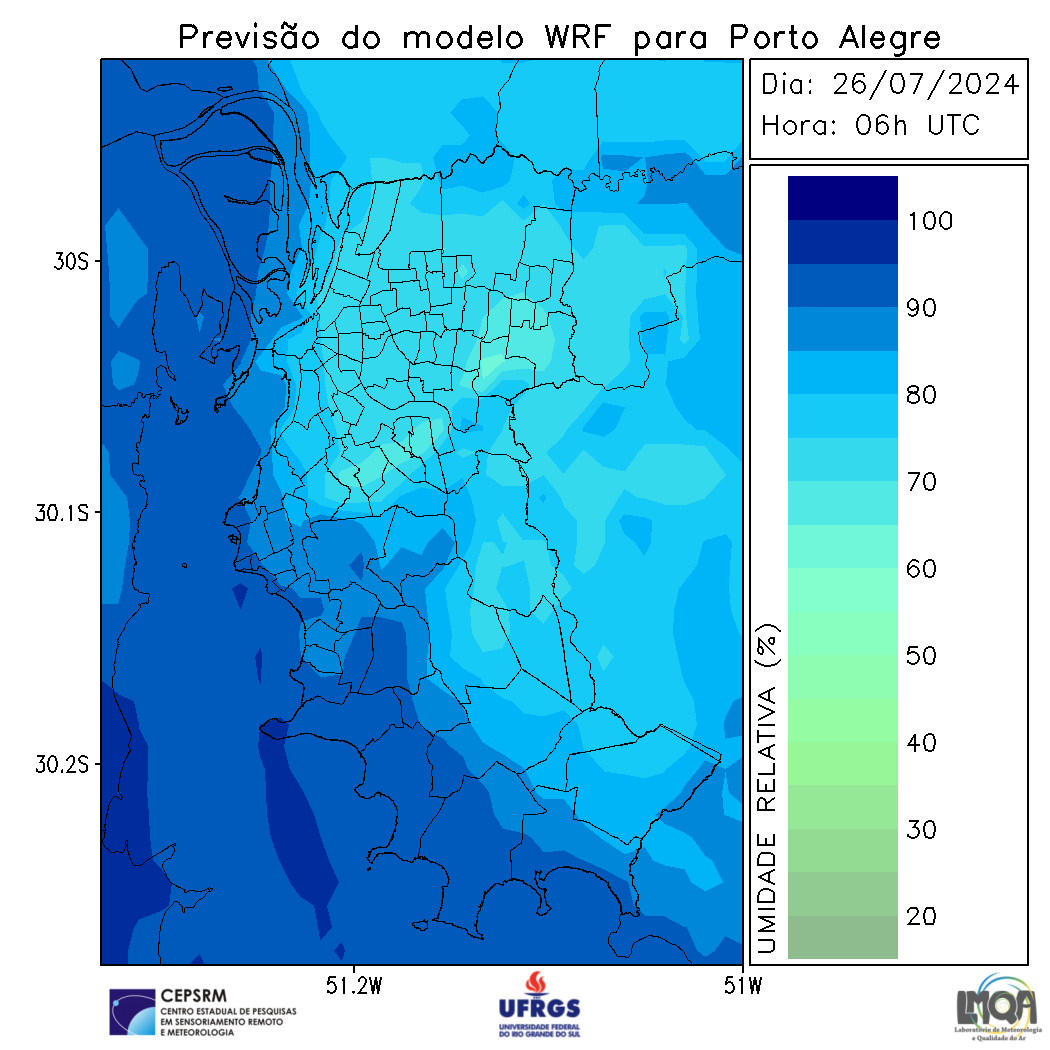 Previsão do modelo WRF para Porto Alegre
Dia: 26/07/2024
Hora: 06h UTC
30S
30.1S
30.2S
51.2W
51W
100
90
80
70
60
50
40
30
20
UMIDADE RELATIVA (%)
CEPSRM
CENTRO ESTADUAL DE PESQUISAS
EM SENSORIAMENTO REMOTO
E METEOROLOGIA
UFRGS
UNIVERSIDADE FEDERAL
DO RIO GRANDE DO SUL
LMQA
Laboratório de Meteorologia
e Qualidade do Ar